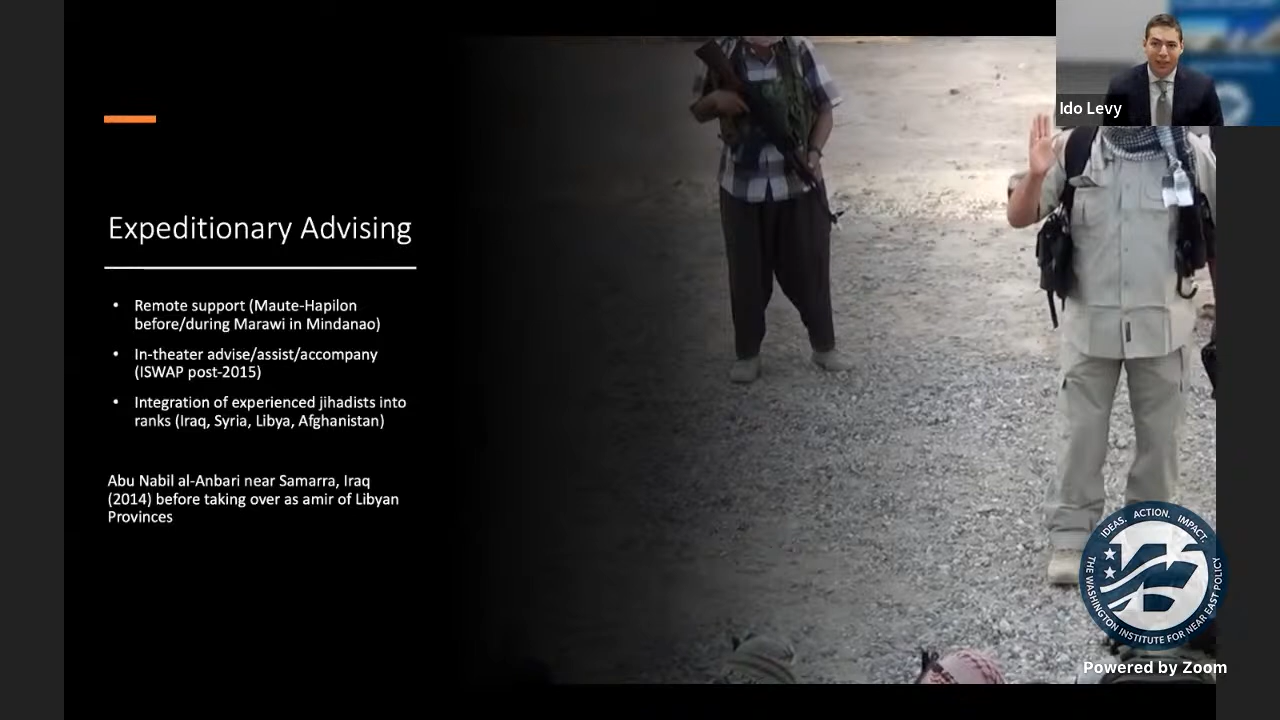 Ido Levy
Expeditionary Advising
• Remote support (Maute-Hapilon
before/during Marawi in Mindanao)
• In-theater advise/assist/accompany
(ISWAP post-2015)
• Integration of experienced jihadists into
ranks (Iraq, Syria, Libya, Afghanistan)
Abu Nabil al-Anbari near Samarra, Iraq
(2014) before taking over as amir of Libyan
Provinces
IDEAS. ACTION. IMPACT.
THE WASHINGTON INSTITUTE FOR NEAR EAST POLICY
Powered by Zoom